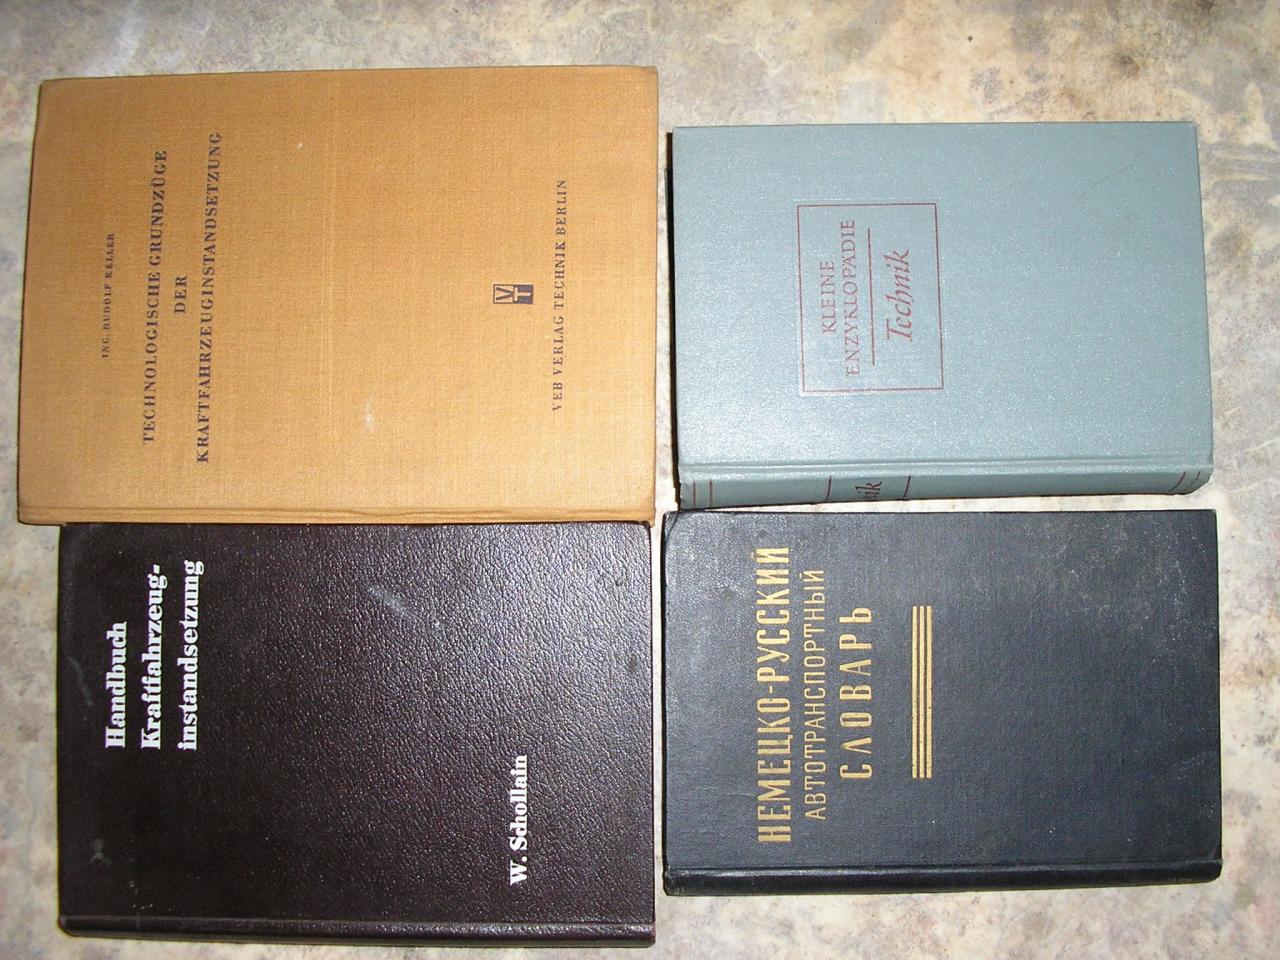 ING. RUDOLF KELLER
TECHNOLOGISCHE GRUNDZÜGE
DER
KRAFTFAHRZEUGINSTANDSETZUNG
VT
VEB VERLAG TECHNIK BERLIN
KLEINE
ENZYKLOPÄDIE
Technik
nik
Handbuch
Kraftfahrzeug-
instandsetzung
W. Schollain
НЕМЕЦКО-РУССКИЙ
АВТОТРАНСПОРТНЫЙ
СЛОВАРЬ